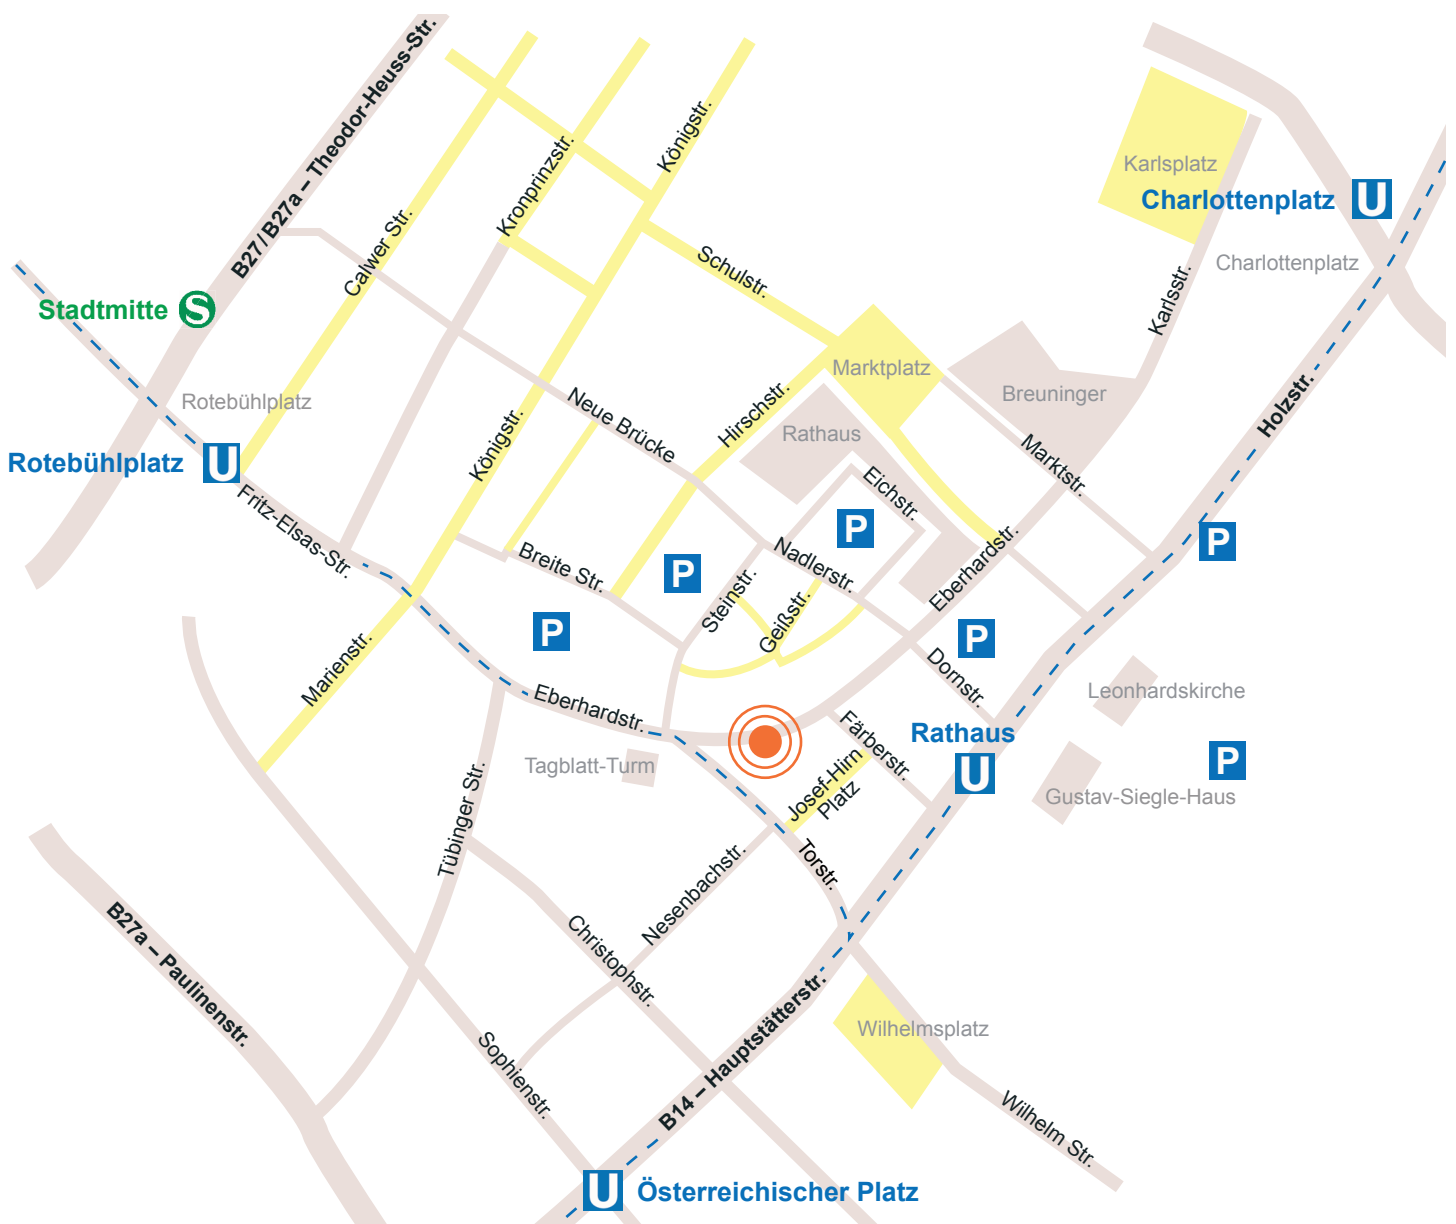 B27/B27a – Theodor-Heuss-Str.
Calwer Str.
Kronprinzstr.
Königstr.
Schulstr.
Karlsplatz
Charlottenplatz
U
Charlottenplatz
Karlsstr.
Stadtmitte
S
Rotebühlplatz
Rotebühlplatz
U
Fritz-Elsas-Str.
Königstr.
Neue Brücke
Hirschstr.
Marktplatz
Rathaus
Breuninger
Marktstr.
Holzstr.
Eichstr.
P
P
P
P
P
P
Breite Str.
Nadlerstr.
Steinstr.
Geißstr.
Eberhardstr.
Dornstr.
Leonhardskirche
Marienstr.
Eberhardstr.
Tagblatt-Turm
Färberstr.
Josef-Hirn
Platz
Rathaus
U
Gustav-Siegle-Haus
Tübinger Str.
Torstr.
Nesenbachstr.
Christophstr.
B27a – Paulinenstr.
Sophienstr.
B14 – Hauptstätterstr.
Wilhelmsplatz
Wilhelm Str.
U
Österreichischer Platz